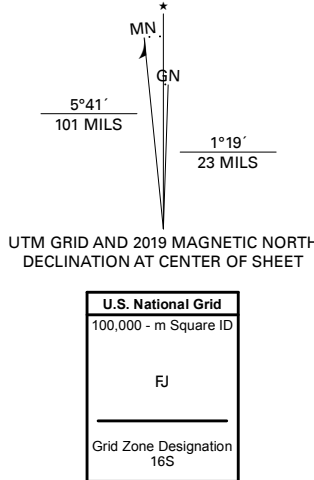 ★
MN
GN
5°41´
101 MILS
1°19´
23 MILS
UTM GRID AND 2019 MAGNETIC NORTH
DECLINATION AT CENTER OF SHEET
U.S. National Grid
100,000 - m Square ID
FJ
Grid Zone Designation
16S